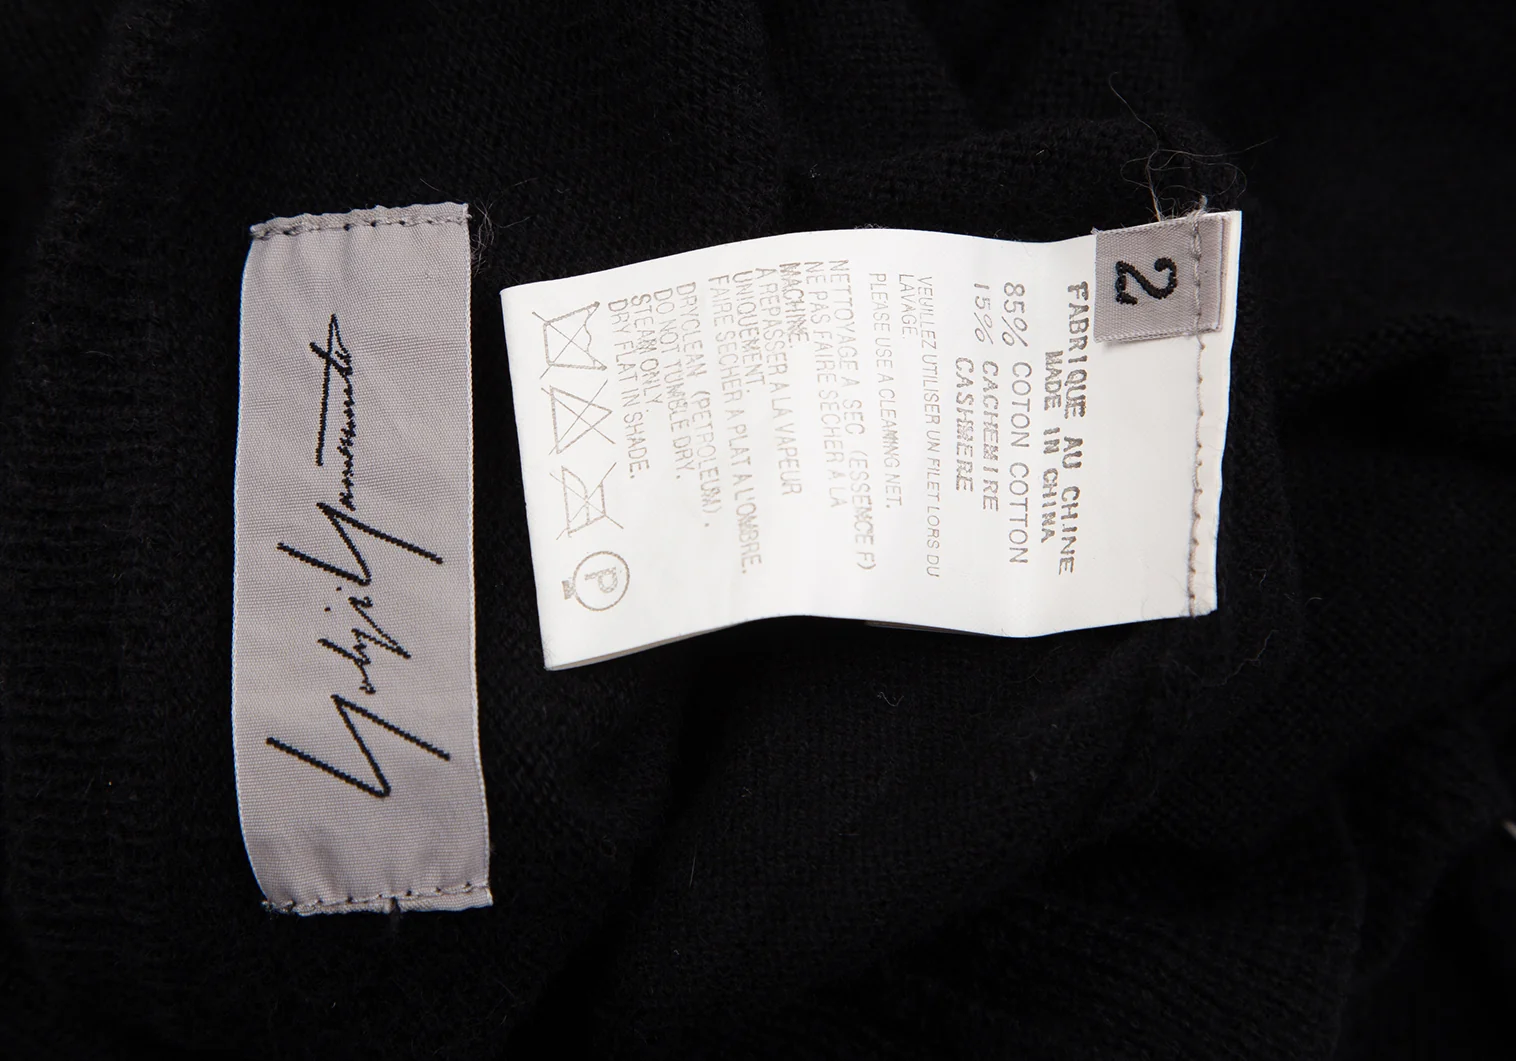 Yohji Yamamoto
2
FABRIQUE AU CHINE
MADE IN CHINA
85% COTON COTTON
15% CACHEMIRE
CASHMERE
VEUILLEZ UTILISER UN FILET LORS DU
LAVAGE.
PLEASE USE A CLEANING NET.
NETTOYAGE A SEC (ESSENCE F)
NE PAS FAIRE SECHER A LA
MACHINE.
A REPASSER A LA VAPEUR
UNIQUEMENT.
FAIRE SECHER A PLAT A L'OMBRE.
DRYCLEAN (PETROLEUM).
DO NOT TUMBLE DRY.
STEAM ONLY.
DRY FLAT IN SHADE.
P